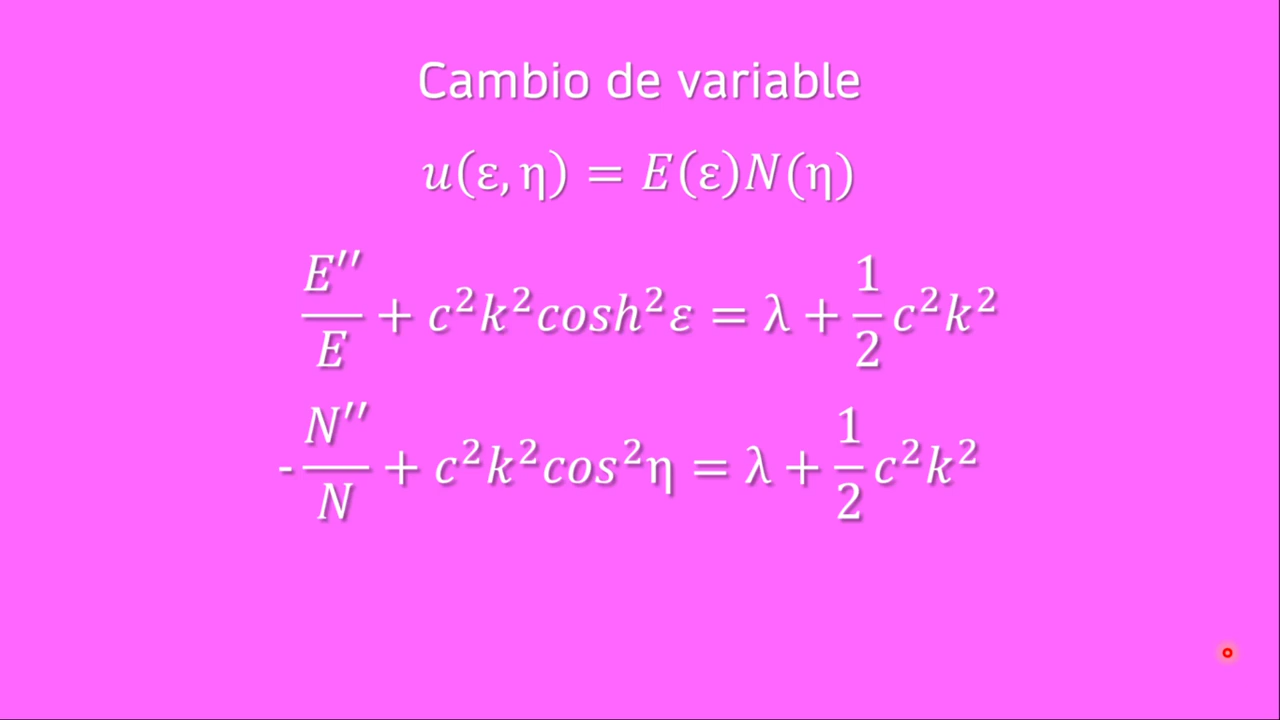 Cambio de variable
u(ε, η) = E(ε)N(η)
E′′/E + c²k²cosh²ε = λ + 1/2 c²k²
-N′′/N + c²k²cos²η = λ + 1/2 c²k²